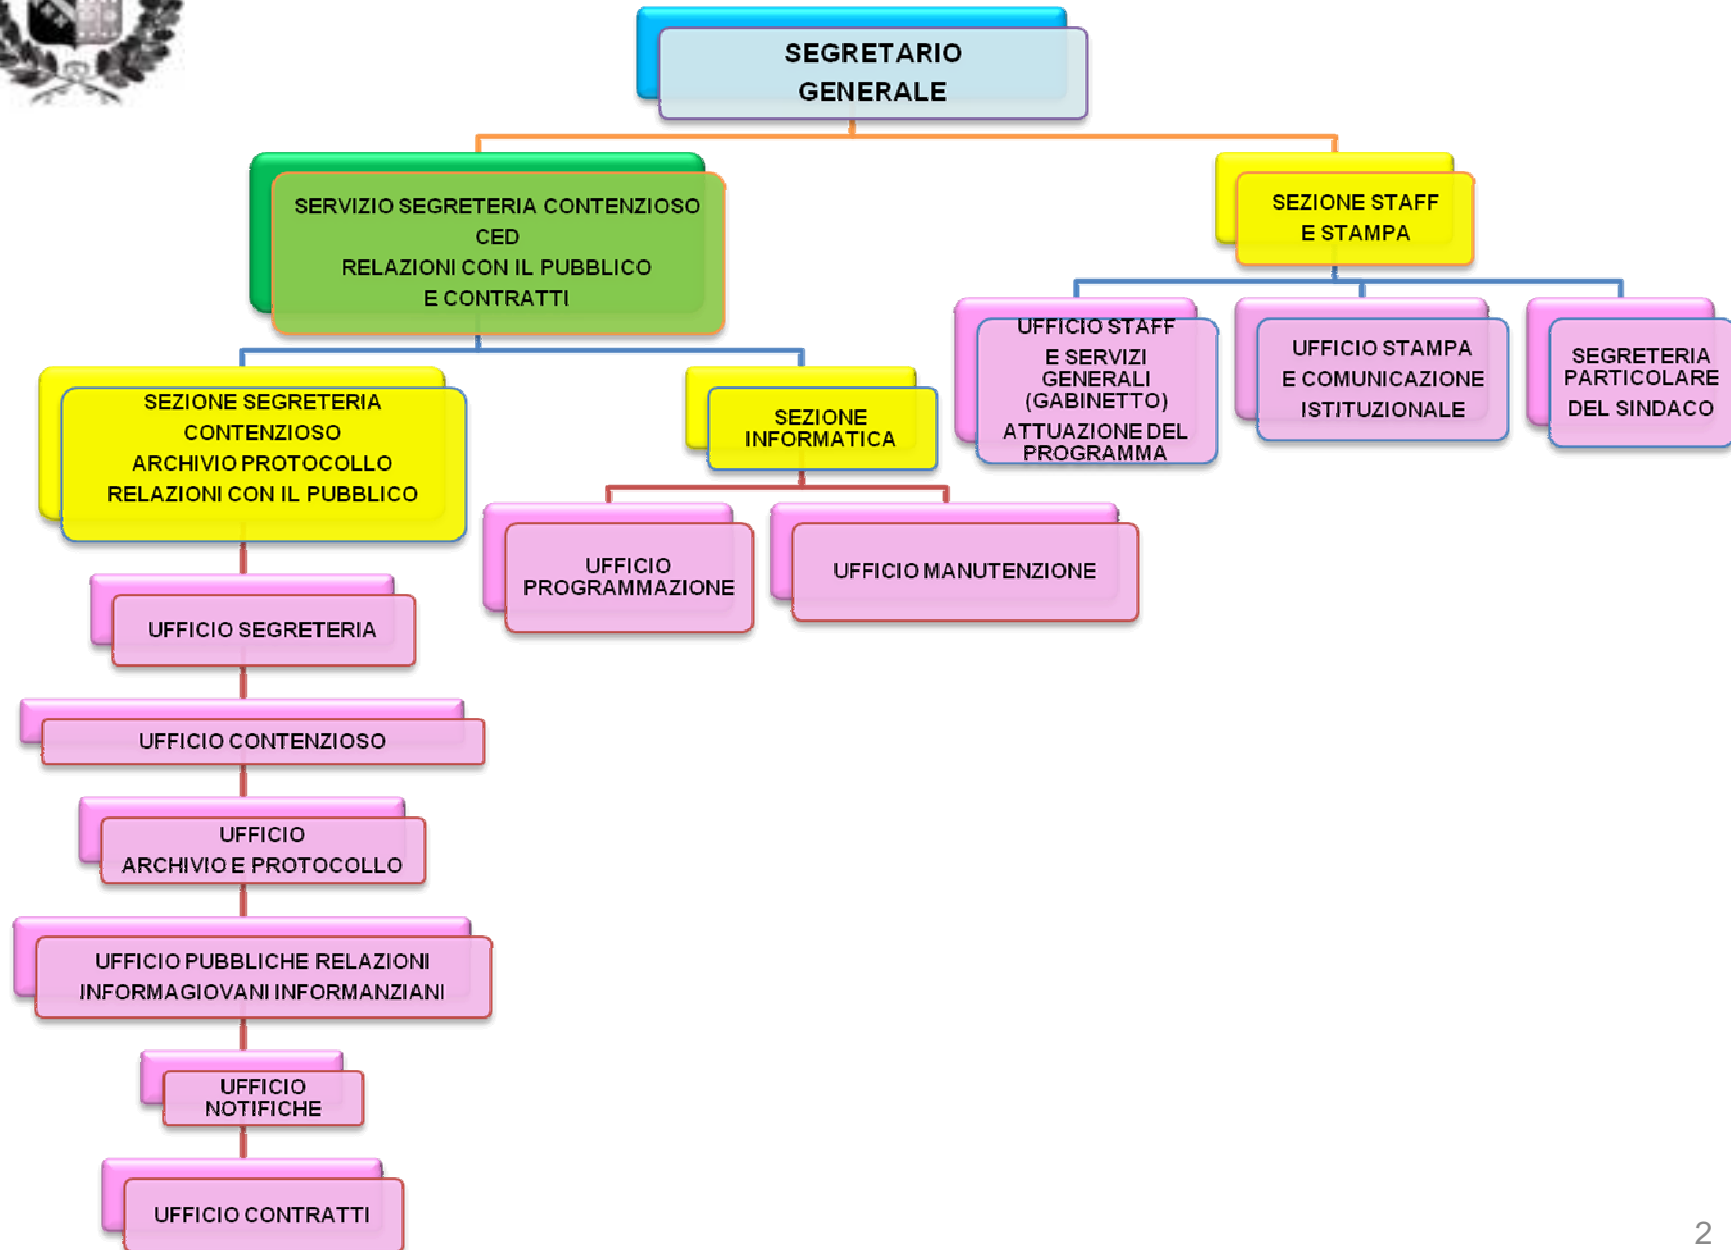 SEGRETARIO
GENERALE
SERVIZIO SEGRETERIA CONTENZIOSO
CED
RELAZIONI CON IL PUBBLICO
E CONTRATTI
SEZIONE STAFF
E STAMPA
UFFICIO STAFF
E SERVIZI
GENERALI
(GABINETTO)
ATTUAZIONE DEL
PROGRAMMA
UFFICIO STAMPA
E COMUNICAZIONE
ISTITUZIONALE
SEGRETERIA
PARTICOLARE
DEL SINDACO
SEZIONE SEGRETERIA
CONTENZIOSO
ARCHIVIO PROTOCOLLO
RELAZIONI CON IL PUBBLICO
SEZIONE
INFORMATICA
UFFICIO
PROGRAMMAZIONE
UFFICIO MANUTENZIONE
UFFICIO SEGRETERIA
UFFICIO CONTENZIOSO
UFFICIO
ARCHIVIO E PROTOCOLLO
UFFICIO PUBBLICHE RELAZIONI
INFORMAGIOVANI INFORMANZIANI
UFFICIO
NOTIFICHE
UFFICIO CONTRATTI
2